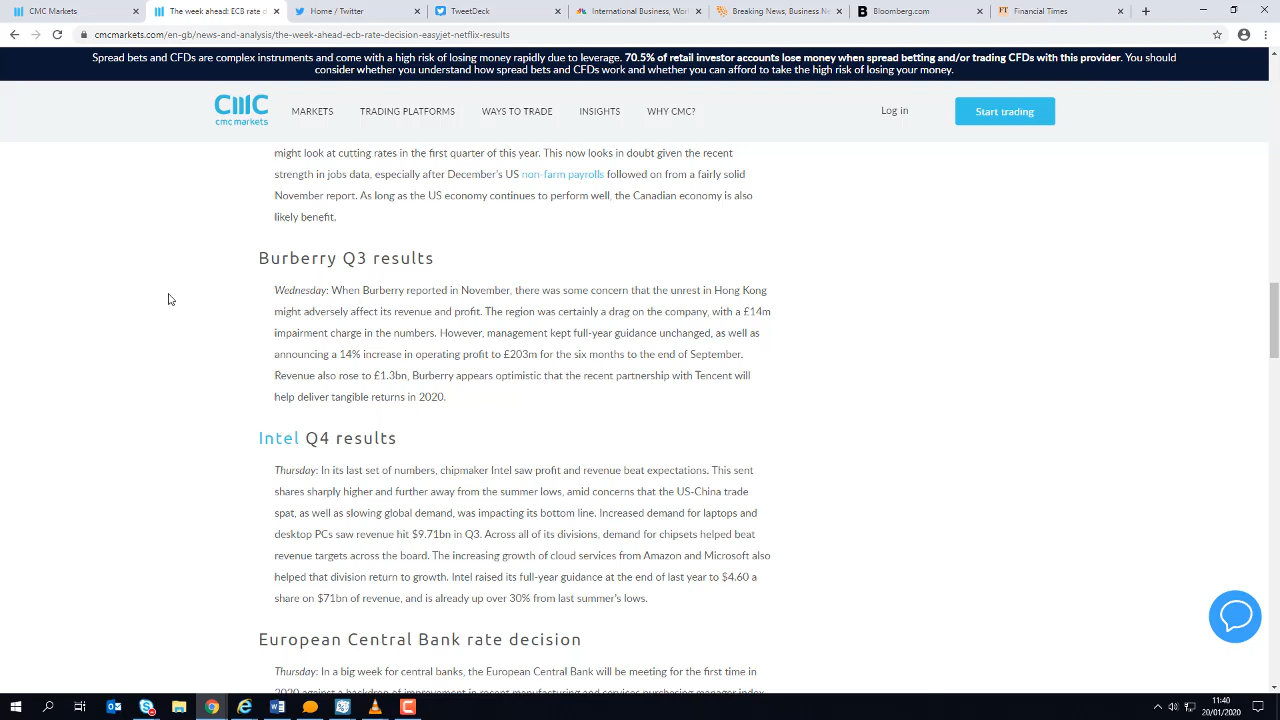 CMC Markets
The week ahead: ECB rate d
Home / Twitter
TweetDeck
International Business, Wor
Breaking News, Business Ne
Bloomberg.com
Financial Times
cmcmarkets.com/en-gb/news-and-analysis/the-week-ahead-ecb-rate-decision-easyjet-netflix-results
Spread bets and CFDs are complex instruments and come with a high risk of losing money rapidly due to leverage. 70.5% of retail investor accounts lose money when spread betting and/or trading CFDs with this provider. You should
consider whether you understand how spread bets and CFDs work and whether you can afford to take the high risk of losing your money.
CMC
cmc markets
MARKETS
TRADING PLATFORMS
WAYS TO TRADE
INSIGHTS
WHY CMC?
Log in
Start trading
might look at cutting rates in the first quarter of this year. This now looks in doubt given the recent
strength in jobs data, especially after December's US non-farm payrolls followed on from a fairly solid
November report. As long as the US economy continues to perform well, the Canadian economy is also
likely benefit.
Burberry Q3 results
Wednesday: When Burberry reported in November, there was some concern that the unrest in Hong Kong
might adversely affect its revenue and profit. The region was certainly a drag on the company, with a £14m
impairment charge in the numbers. However, management kept full-year guidance unchanged, as well as
announcing a 14% increase in operating profit to £203m for the six months to the end of September.
Revenue also rose to £1.3bn, Burberry appears optimistic that the recent partnership with Tencent will
help deliver tangible returns in 2020.
Intel Q4 results
Thursday: In its last set of numbers, chipmaker Intel saw profit and revenue beat expectations. This sent
shares sharply higher and further away from the summer lows, amid concerns that the US-China trade
spat, as well as slowing global demand, was impacting its bottom line. Increased demand for laptops and
desktop PCs saw revenue hit $9.71bn in Q3. Across all of its divisions, demand for chipsets helped beat
revenue targets across the board. The increasing growth of cloud services from Amazon and Microsoft also
helped that division return to growth. Intel raised its full-year guidance at the end of last year to $4.60 a
share on $71bn of revenue, and is already up over 30% from last summer's lows.
European Central Bank rate decision
Thursday: In a big week for central banks, the European Central Bank will be meeting for the first time in
2020 against a backdrop of improvement in recent manufacturing and services purchasing manager index
11:40
20/01/2020